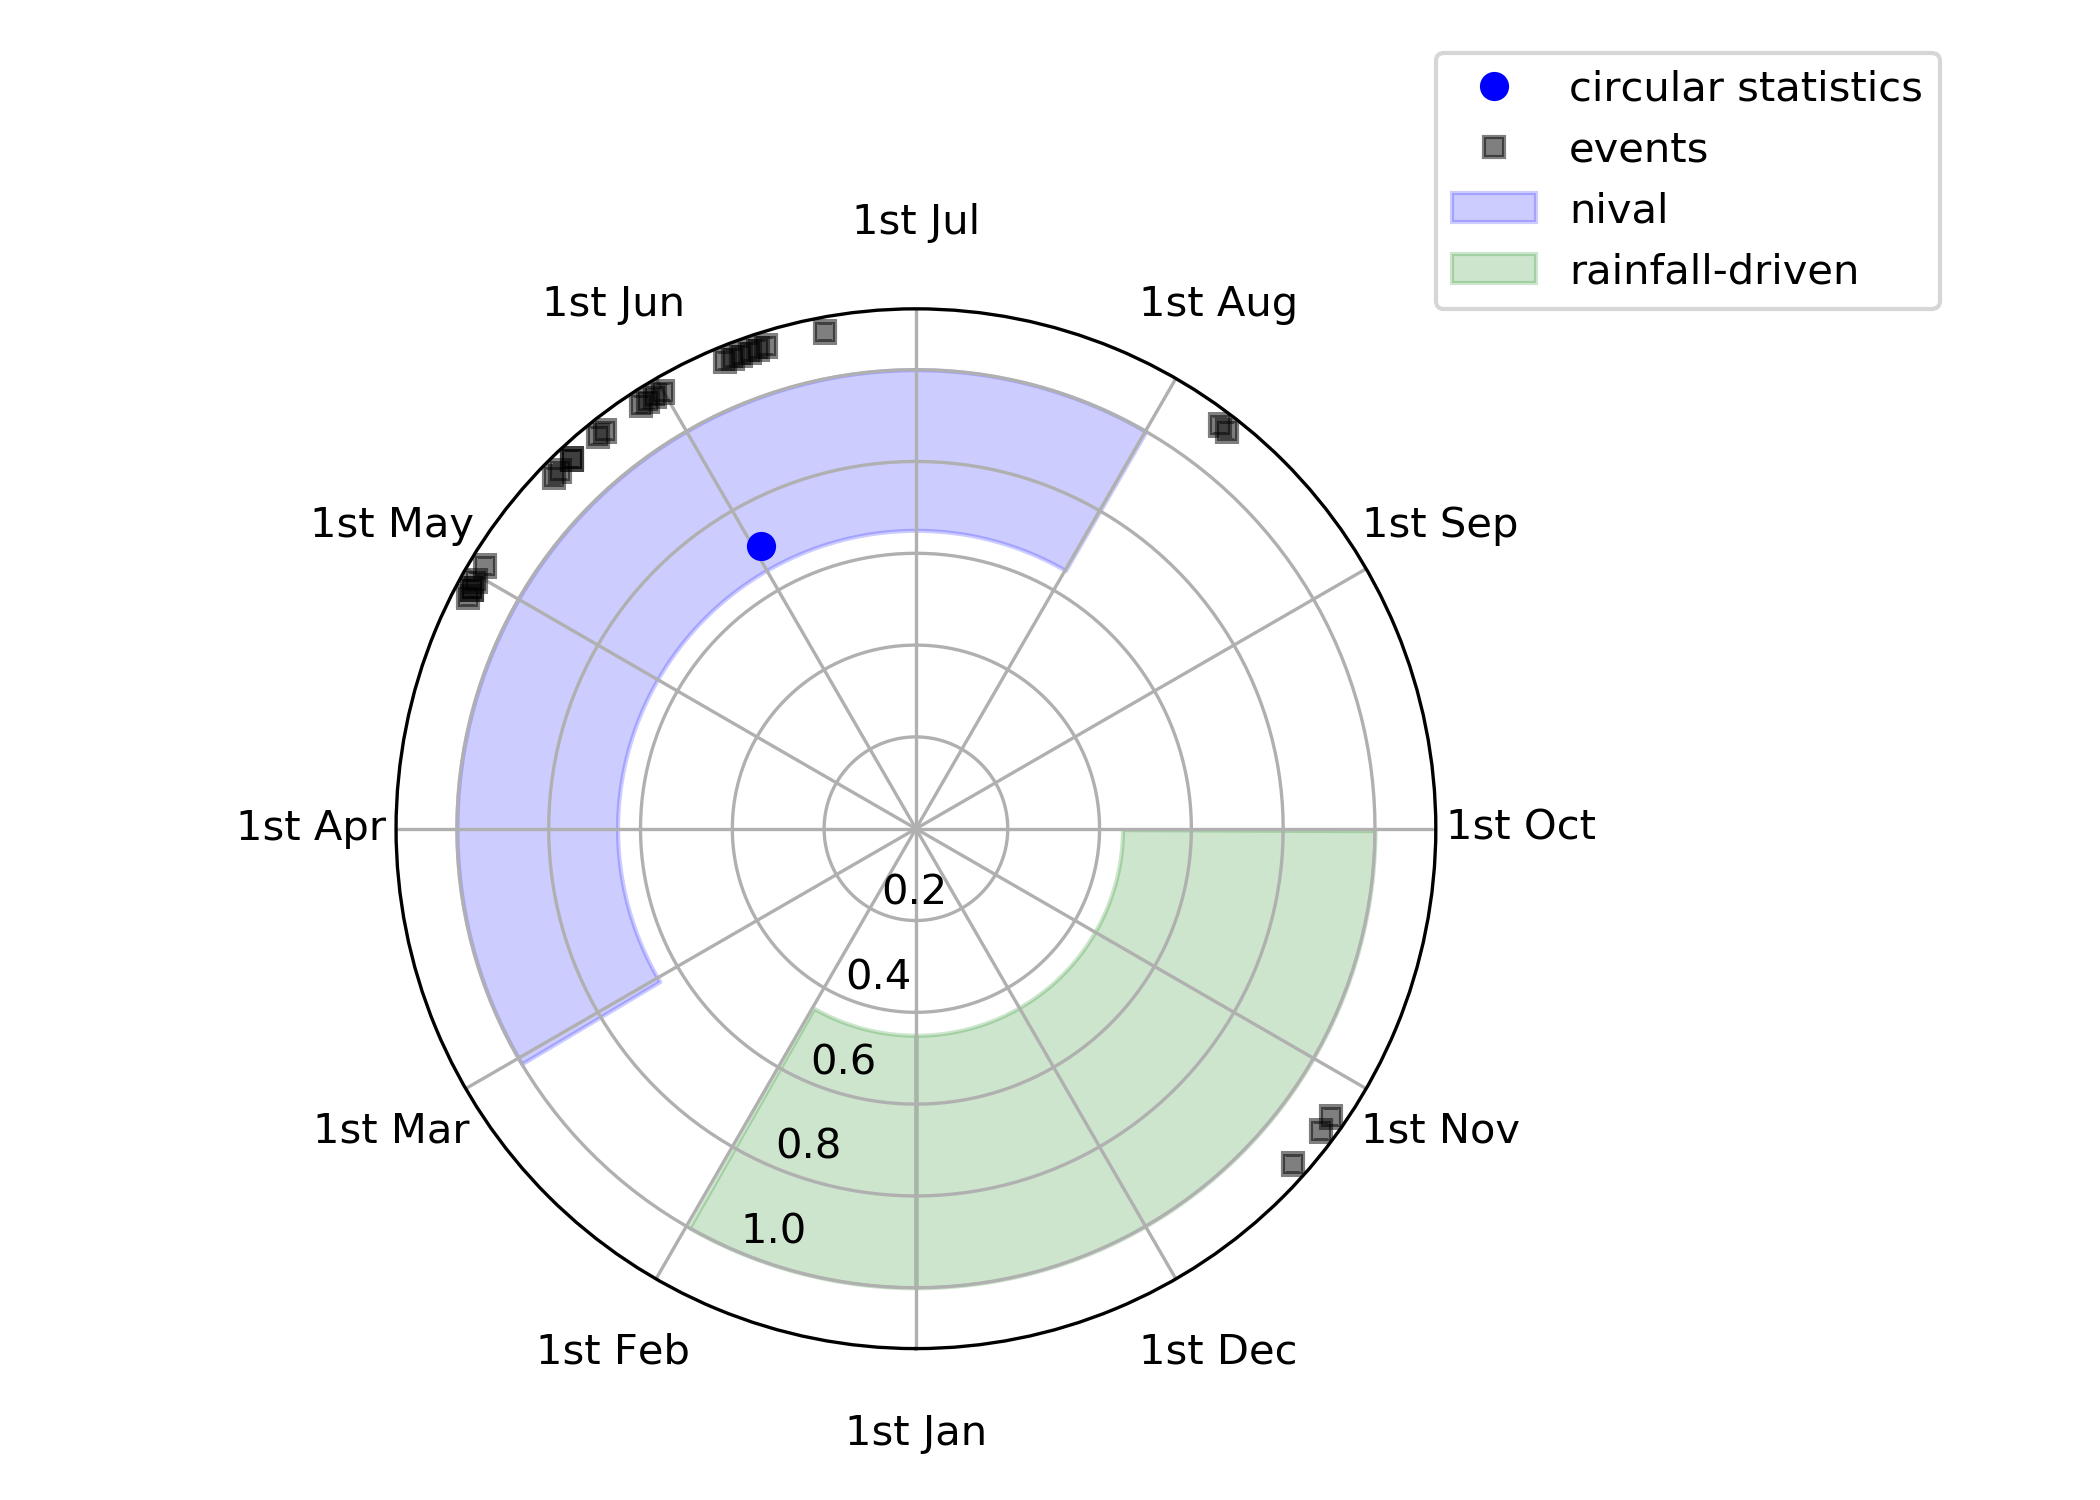 circular statistics
events
nival
rainfall-driven
1st Jul
1st Jun
1st Aug
1st May
1st Sep
1st Apr
1st Oct
0.2
0.4
0.6
1st Mar
0.8
1st Nov
1.0
1st Feb
1st Dec
1st Jan